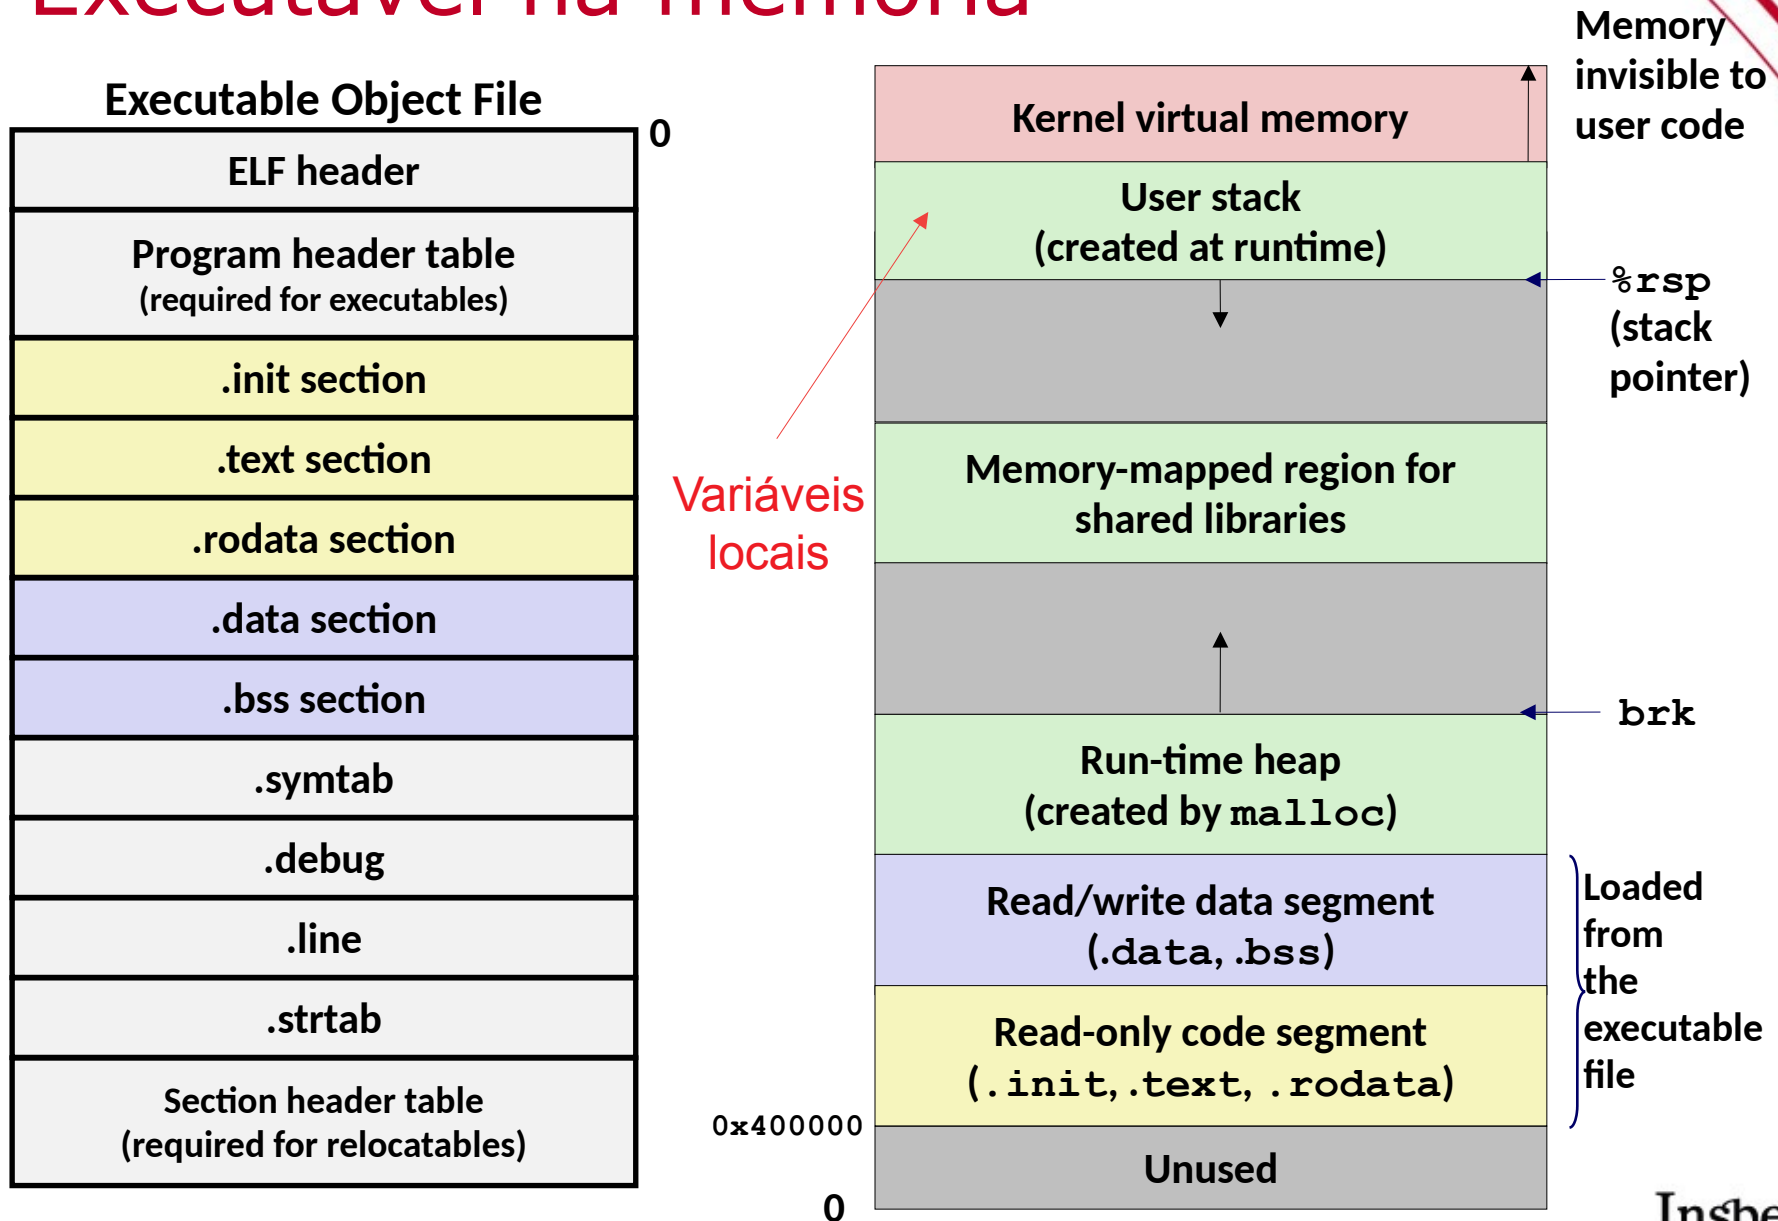 Executável na memória
Executable Object File
0
ELF header
Program header table
(required for executables)
.init section
.text section
.rodata section
.data section
.bss section
.symtab
.debug
.line
.strtab
Section header table
(required for relocatables)
Variáveis
locais
Kernel virtual memory
Memory
invisible to
user code
User stack
(created at runtime)
%rsp
(stack
pointer)
Memory-mapped region for
shared libraries
brk
Run-time heap
(created by malloc)
Read/write data segment
(.data, .bss)
Read-only code segment
(.init, .text, .rodata)
Loaded
from
the
executable
file
0x400000
Unused
0